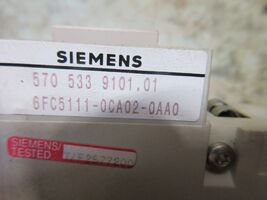 SIEMENS
570 533 9101.01
6FC5111-0CA02-0AA0
SIEMENS/
TESTED